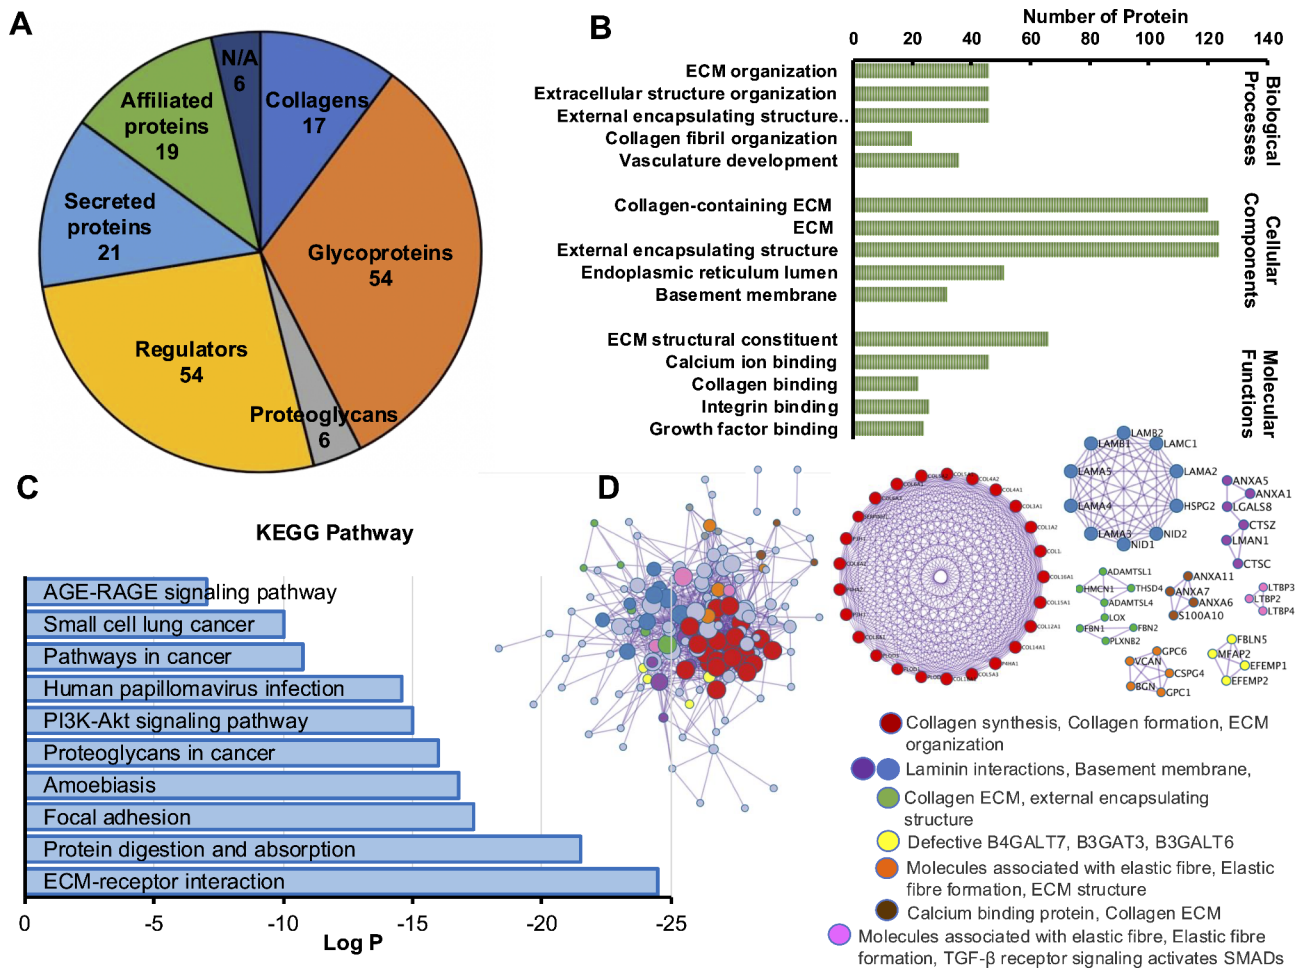 A
N/A
6
Collagens
17
Affiliated
proteins
19
Secreted
proteins
21
Glycoproteins
54
Regulators
54
Proteoglycans
6
B
Number of Protein
0 20 40 60 80 100 120 140
ECM organization
Extracellular structure organization
External encapsulating structure..
Collagen fibril organization
Vasculature development
Biological
Processes
Collagen-containing ECM
ECM
External encapsulating structure
Endoplasmic reticulum lumen
Basement membrane
Cellular
Components
ECM structural constituent
Calcium ion binding
Collagen binding
Integrin binding
Growth factor binding
Molecular
Functions
C
KEGG Pathway
AGE-RAGE signaling pathway
Small cell lung cancer
Pathways in cancer
Human papillomavirus infection
PI3K-Akt signaling pathway
Proteoglycans in cancer
Amoebiasis
Focal adhesion
Protein digestion and absorption
ECM-receptor interaction
0 -5 -10 -15 -20 -25
Log P
D
COL4A2
COL4A1
COL1A2
COL16A1
COL15A1
COL12A1
COL14A1
P4HA1
COL5A3
LAMB2
LAMB1
LAMC1
LAMA5
LAMA2
LAMA4
HSPG2
LAMA3
NID2
NID1
ANXA5
ANXA1
LGALS8
CTSZ
LMAN1
CTSC
ADAMTSL1
HMCN1
THSD4
ADAMTSL4
LOX
FBN1
FBN2
PLXNB2
ANXA11
ANXA7
ANXA6
S100A10
LTBP3
LTBP2
LTBP4
GPC6
VCAN
CSPG4
BGN
GPC1
FBLN5
MFAP2
EFEMP1
EFEMP2
Collagen synthesis, Collagen formation, ECM
organization
Laminin interactions, Basement membrane,
Collagen ECM, external encapsulating
structure
Defective B4GALT7, B3GAT3, B3GALT6
Molecules associated with elastic fibre, Elastic
fibre formation, ECM structure
Calcium binding protein, Collagen ECM
Molecules associated with elastic fibre, Elastic fibre
formation, TGF-β receptor signaling activates SMADs